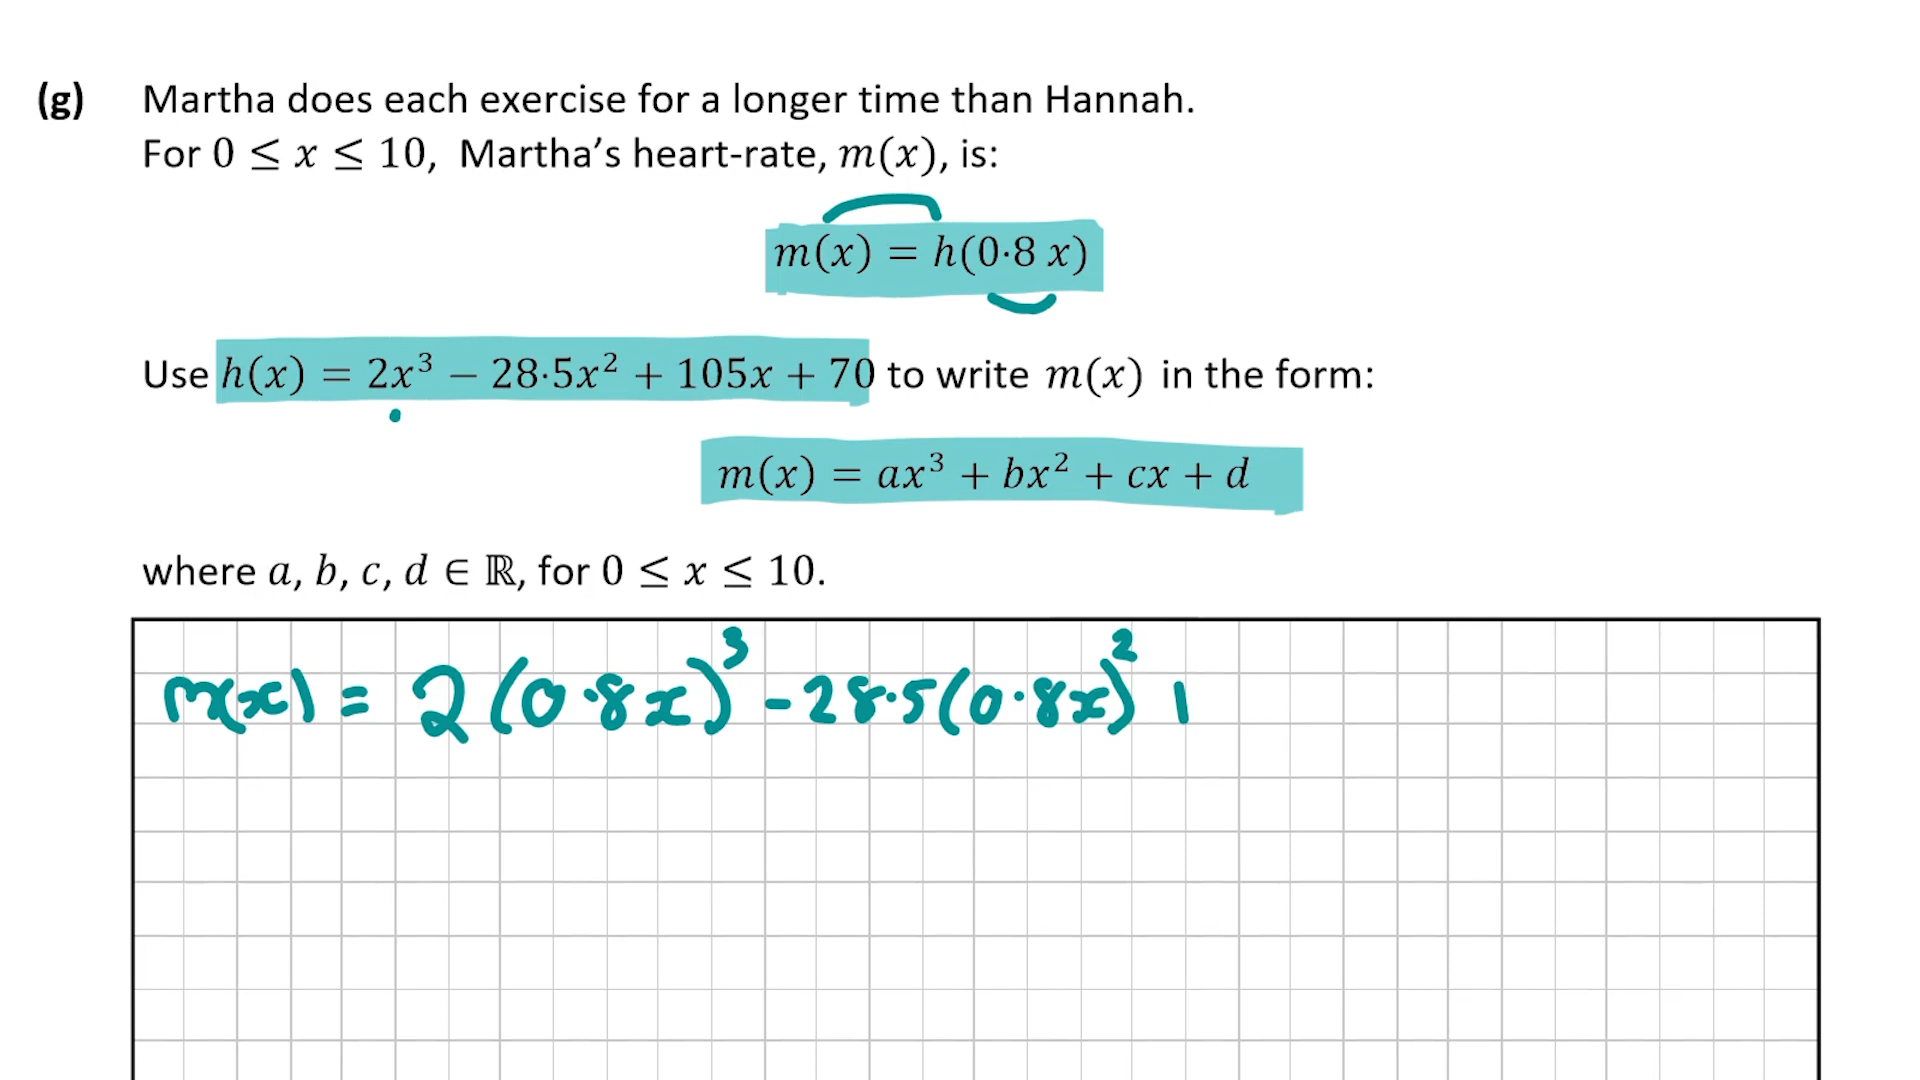 (g) Martha does each exercise for a longer time than Hannah.
For 0 ≤ x ≤ 10, Martha’s heart-rate, m(x), is:
m(x) = h(0·8 x)
Use h(x) = 2x³ − 28·5x² + 105x + 70 to write m(x) in the form:
m(x) = ax³ + bx² + cx + d
where a, b, c, d ∈ ℝ, for 0 ≤ x ≤ 10.
m(x) = 2(0·8x)³ - 28·5(0·8x)²